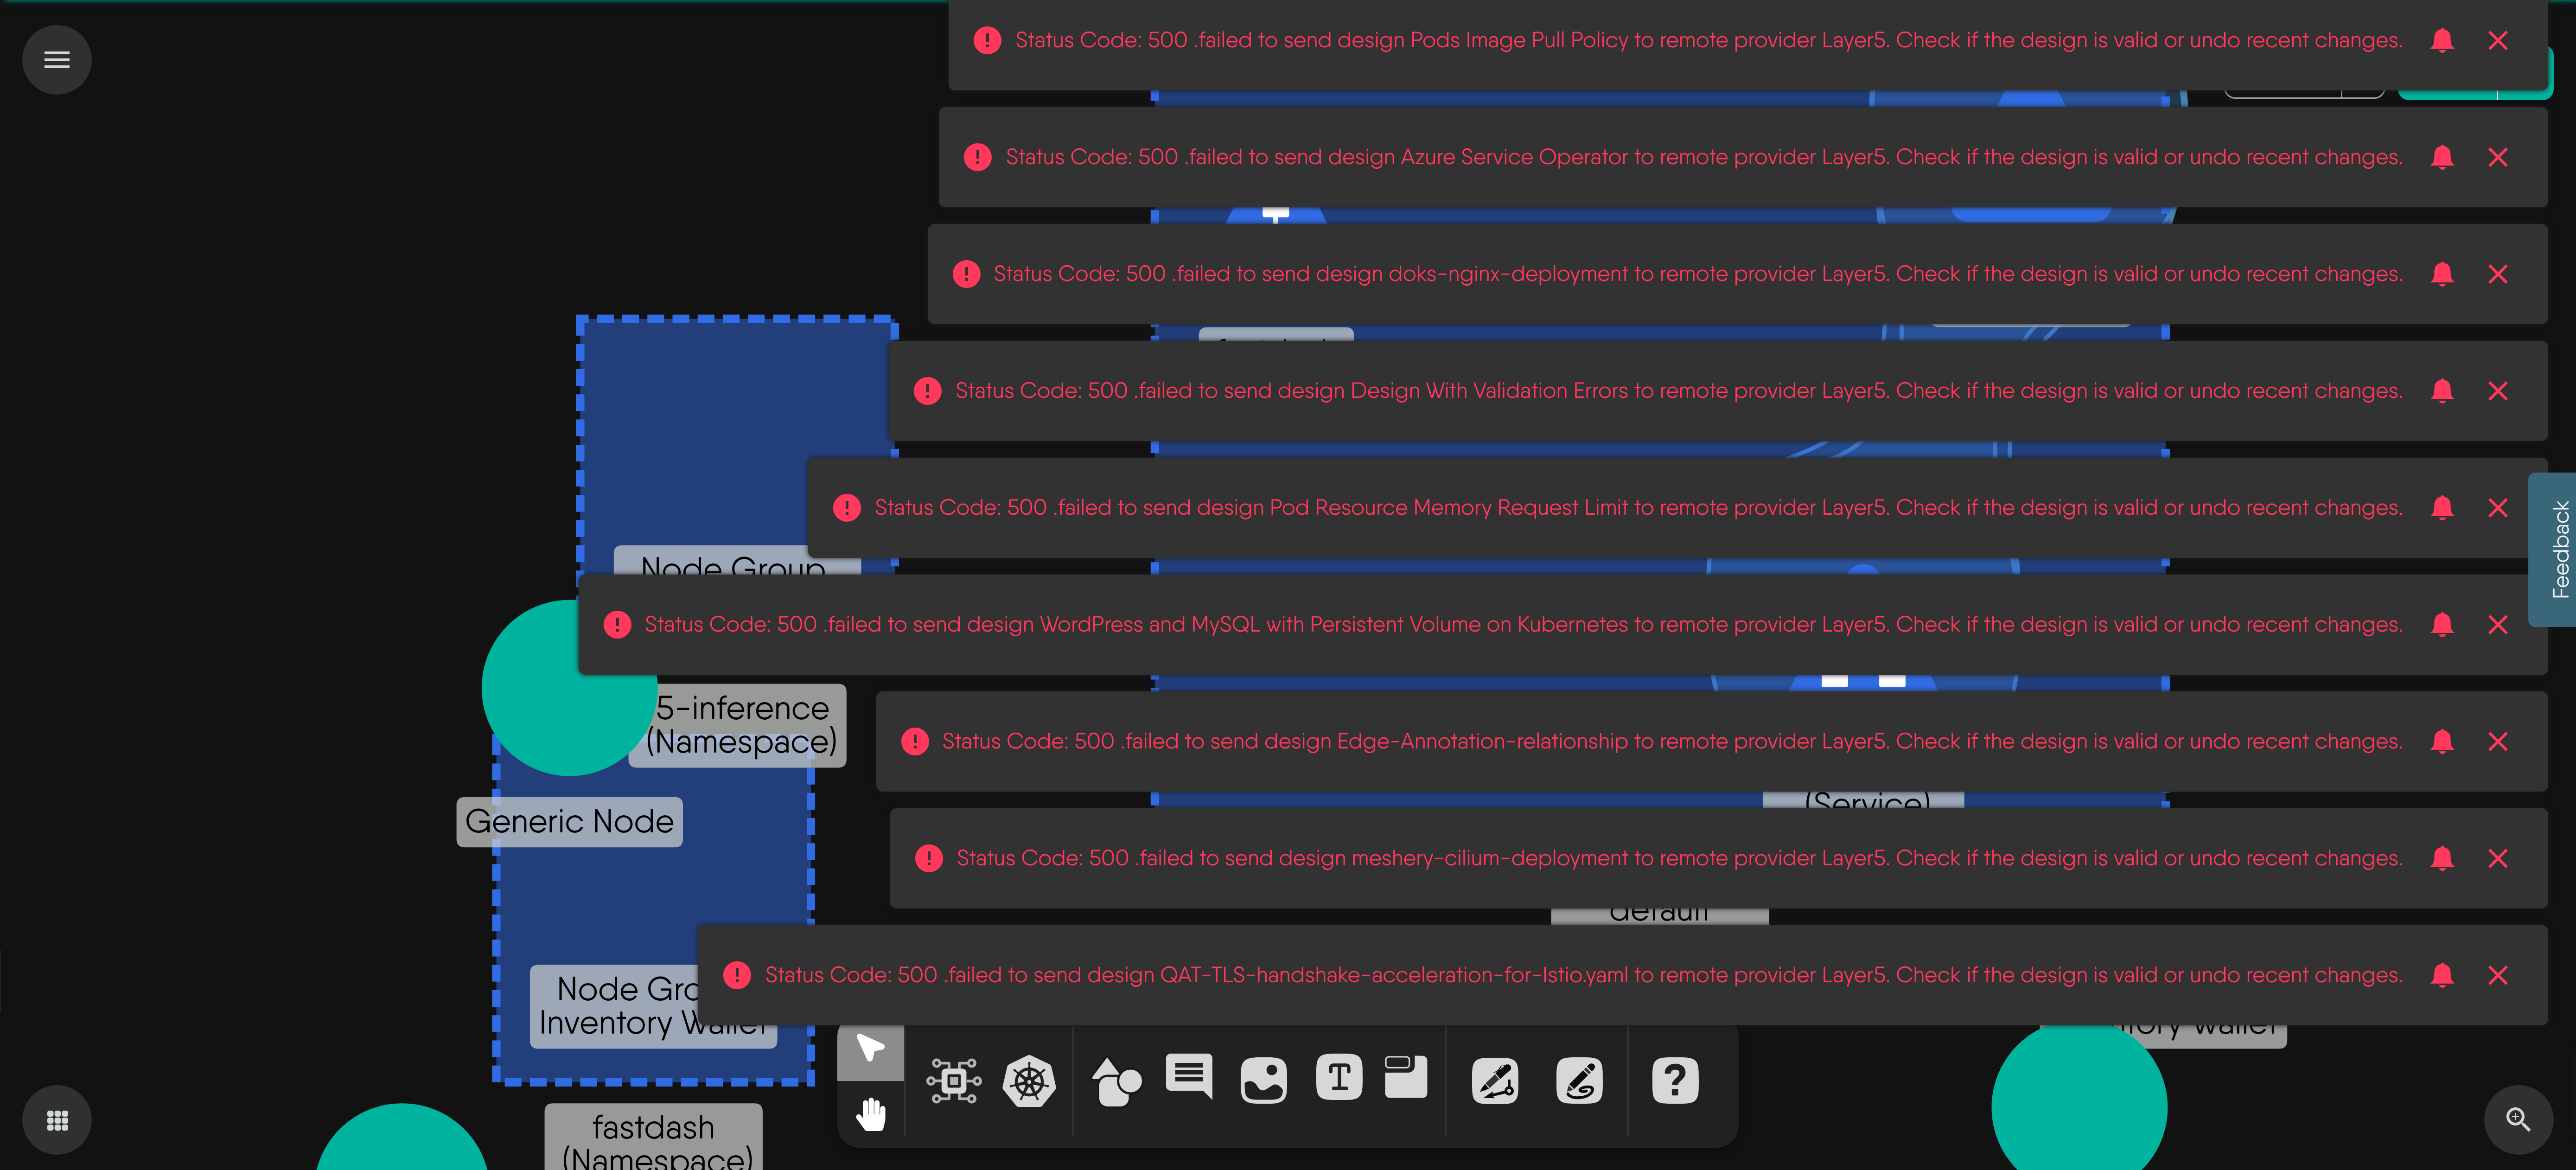 Status Code: 500 .failed to send design Pods Image Pull Policy to remote provider Layer5. Check if the design is valid or undo recent changes.
Status Code: 500 .failed to send design Azure Service Operator to remote provider Layer5. Check if the design is valid or undo recent changes.
Status Code: 500 .failed to send design doks-nginx-deployment to remote provider Layer5. Check if the design is valid or undo recent changes.
Status Code: 500 .failed to send design Design With Validation Errors to remote provider Layer5. Check if the design is valid or undo recent changes.
Status Code: 500 .failed to send design Pod Resource Memory Request Limit to remote provider Layer5. Check if the design is valid or undo recent changes.
Feedback
Node Group
Status Code: 500 .failed to send design WordPress and MySQL with Persistent Volume on Kubernetes to remote provider Layer5. Check if the design is valid or undo recent changes.
5-inference
(Namespace)
Status Code: 500 .failed to send design Edge-Annotation-relationship to remote provider Layer5. Check if the design is valid or undo recent changes.
(Service)
Generic Node
Status Code: 500 .failed to send design meshery-cilium-deployment to remote provider Layer5. Check if the design is valid or undo recent changes.
default
Status Code: 500 .failed to send design QAT-TLS-handshake-acceleration-for-Istio.yaml to remote provider Layer5. Check if the design is valid or undo recent changes.
Node Gro
Inventory Wallet
T
?
fastdash
(Namespace)